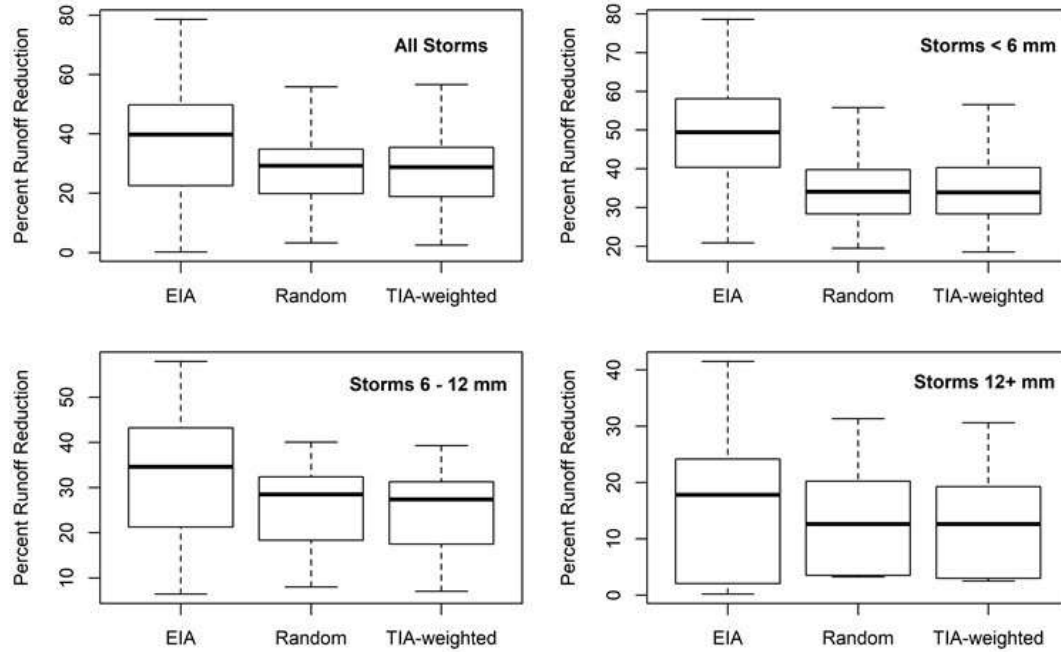 Percent Runoff Reduction
80
60
40
20
0
All Storms
EIA Random TIA-weighted
Percent Runoff Reduction
80
70
60
50
40
30
20
Storms < 6 mm
EIA Random TIA-weighted
Percent Runoff Reduction
50
40
30
20
10
Storms 6 - 12 mm
EIA Random TIA-weighted
Percent Runoff Reduction
40
30
20
10
0
Storms 12+ mm
EIA Random TIA-weighted